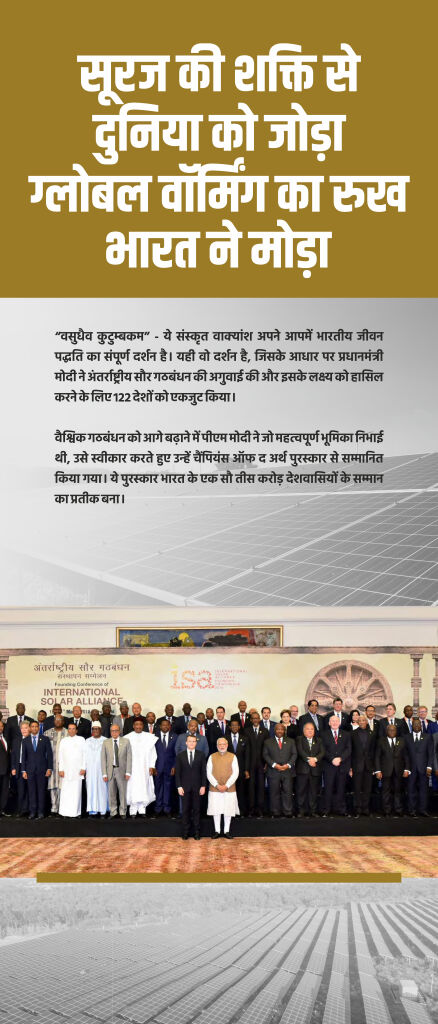 सूरज की शक्ति से
दुनिया को जोड़ा
ग्लोबल वॉर्मिंग का रुख
भारत ने मोड़ा
“वसुधैव कुटुम्बकम” - ये संस्कृत वाक्यांश अपने आपमें भारतीय जीवन
पद्धति का संपूर्ण दर्शन है। यही वो दर्शन है, जिसके आधार पर प्रधानमंत्री
मोदी ने अंतर्राष्ट्रीय सौर गठबंधन की अगुवाई की और इसके लक्ष्य को हासिल
करने के लिए 122 देशों को एकजुट किया।
वैश्विक गठबंधन को आगे बढ़ाने में पीएम मोदी ने जो महत्वपूर्ण भूमिका निभाई
थी, उसे स्वीकार करते हुए उन्हें चैंपियंस ऑफ द अर्थ पुरस्कार से सम्मानित
किया गया। ये पुरस्कार भारत के एक सौ तीस करोड़ देशवासियों के सम्मान
का प्रतीक बना।
अंतर्राष्ट्रीय सौर गठबंधन
संस्थापन सम्मेलन
Founding Conference of
INTERNATIONAL
SOLAR ALLIANCE
isa
INTERNATIONAL
SOLAR
ALLIANCE